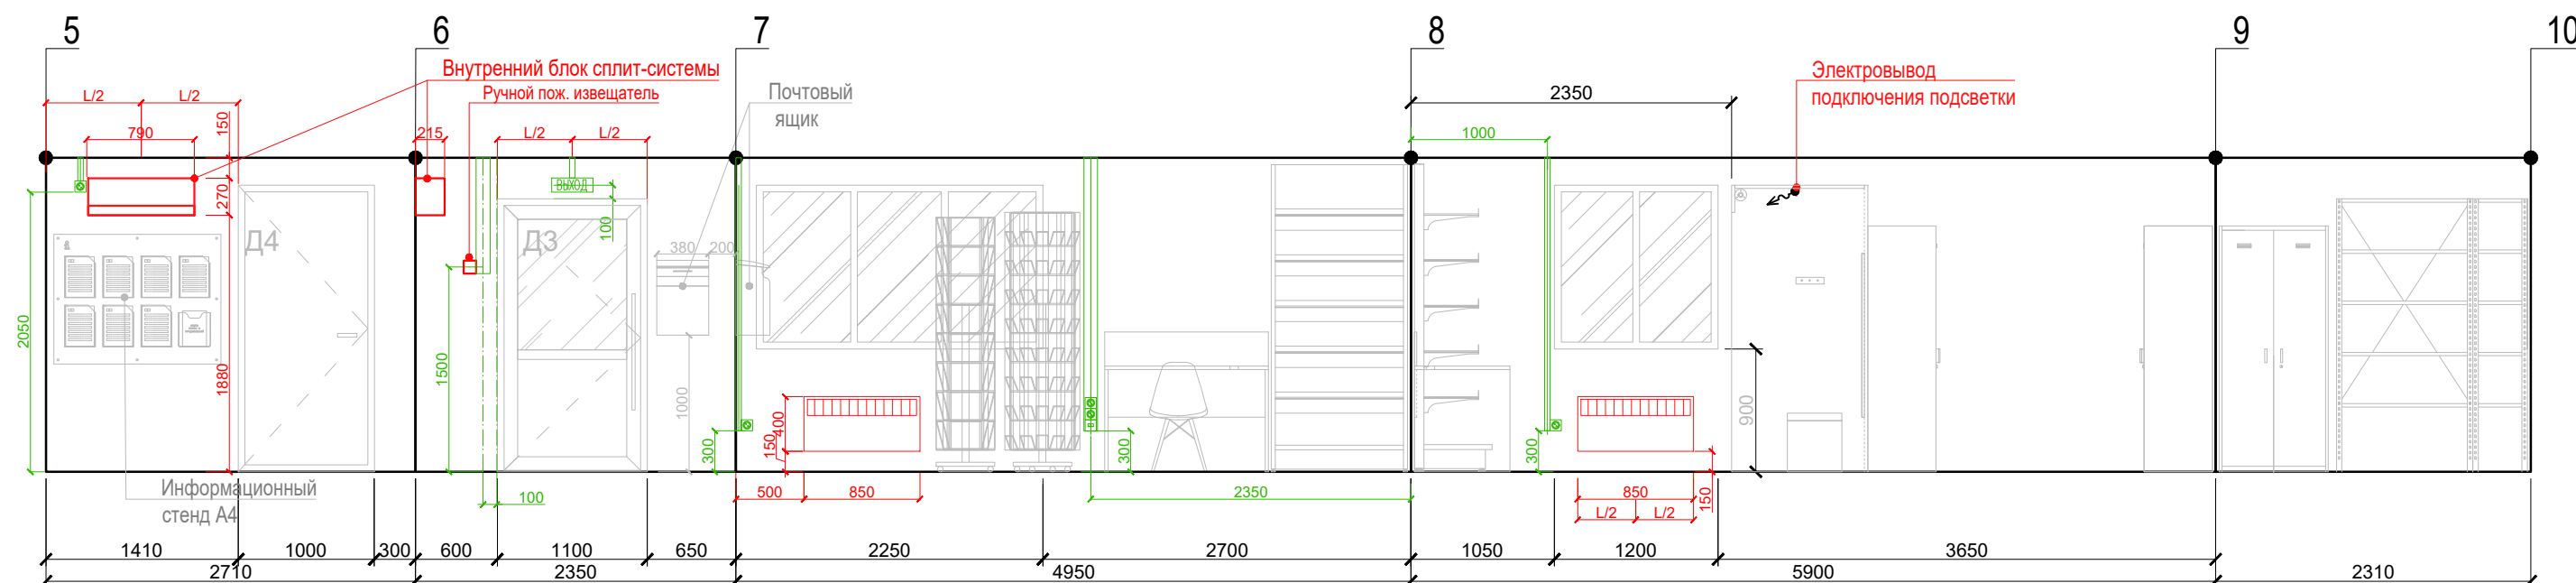 5
6
7
8
9
10
Внутренний блок сплит-системы
Ручной пож. извещатель
Почтовый
ящик
Электровывод
подключения подсветки
L/2
L/2
790
150
270
1880
2050
215
L/2
L/2
ВЫХОД
100
Д4
Д3
1500
380
200
1000
2350
1000
300
150
400
300
300
900
150
Информационный
стенд А4
100
500
850
2350
850
L/2
L/2
1410
1000
300
600
1100
650
2250
2700
1050
1200
3650
2710
2350
4950
5900
2310